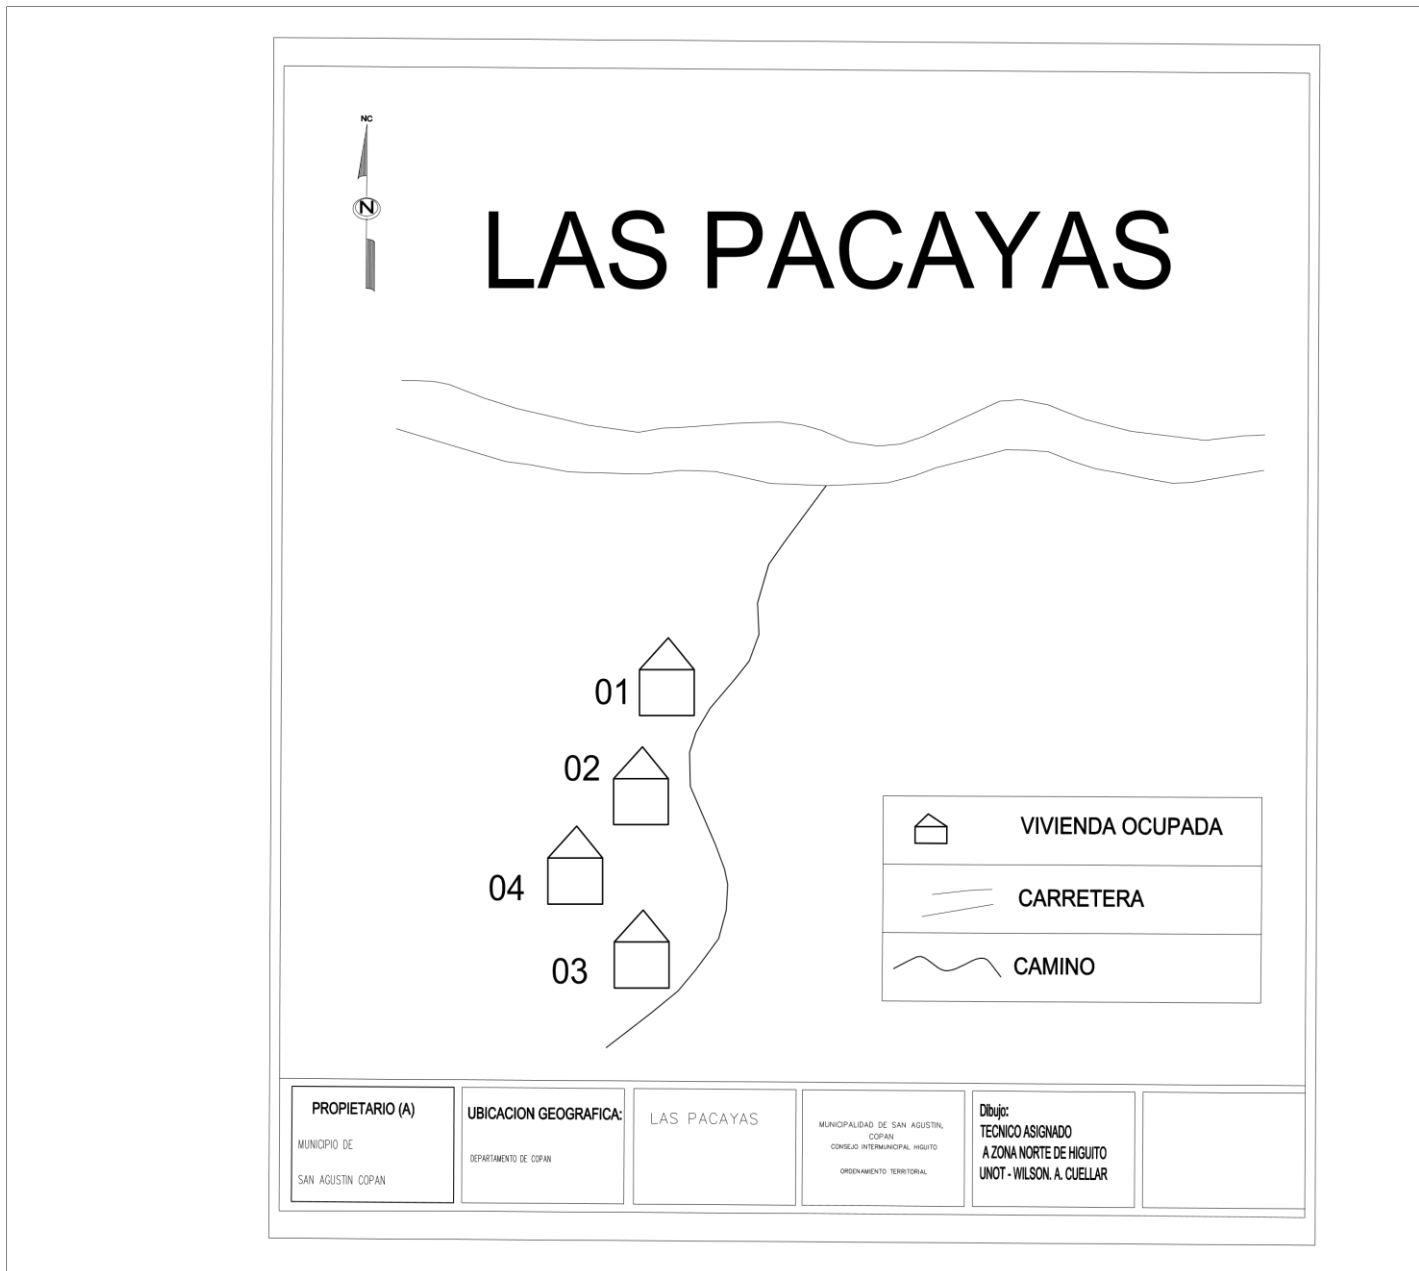 NC
N
LAS PACAYAS
01
02
04
03
VIVIENDA OCUPADA
CARRETERA
CAMINO
PROPIETARIO (A)
MUNICIPIO DE
SAN AGUSTIN COPAN
UBICACION GEOGRAFICA:
DEPARTAMENTO DE COPAN
LAS PACAYAS
MUNICIPALIDAD DE SAN AGUSTIN,
COPAN
CONSEJO INTERMUNICIPAL HIGUITO
ORDENAMIENTO TERRITORIAL
Dibujo:
TECNICO ASIGNADO
A ZONA NORTE DE HIGUITO
UNOT - WILSON. A. CUELLAR